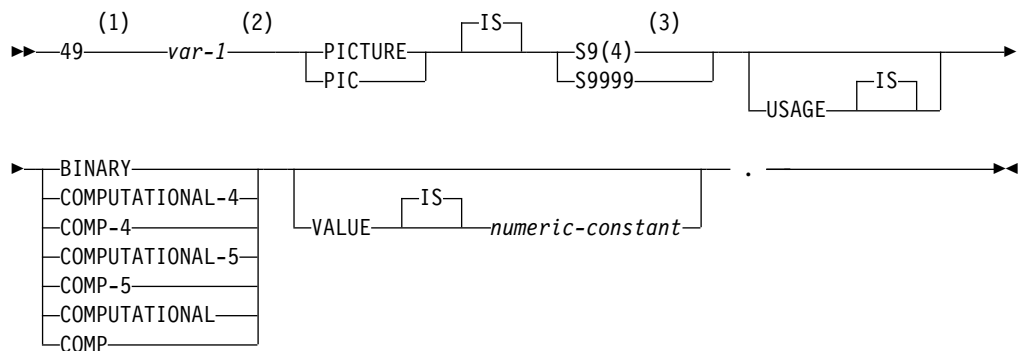 (1) (2) IS (3)
49 var-1 PICTURE S9(4)
PIC S9999 IS
USAGE
BINARY .
COMPUTATIONAL-4 IS
COMP-4 VALUE numeric-constant
COMPUTATIONAL-5
COMP-5
COMPUTATIONAL
COMP